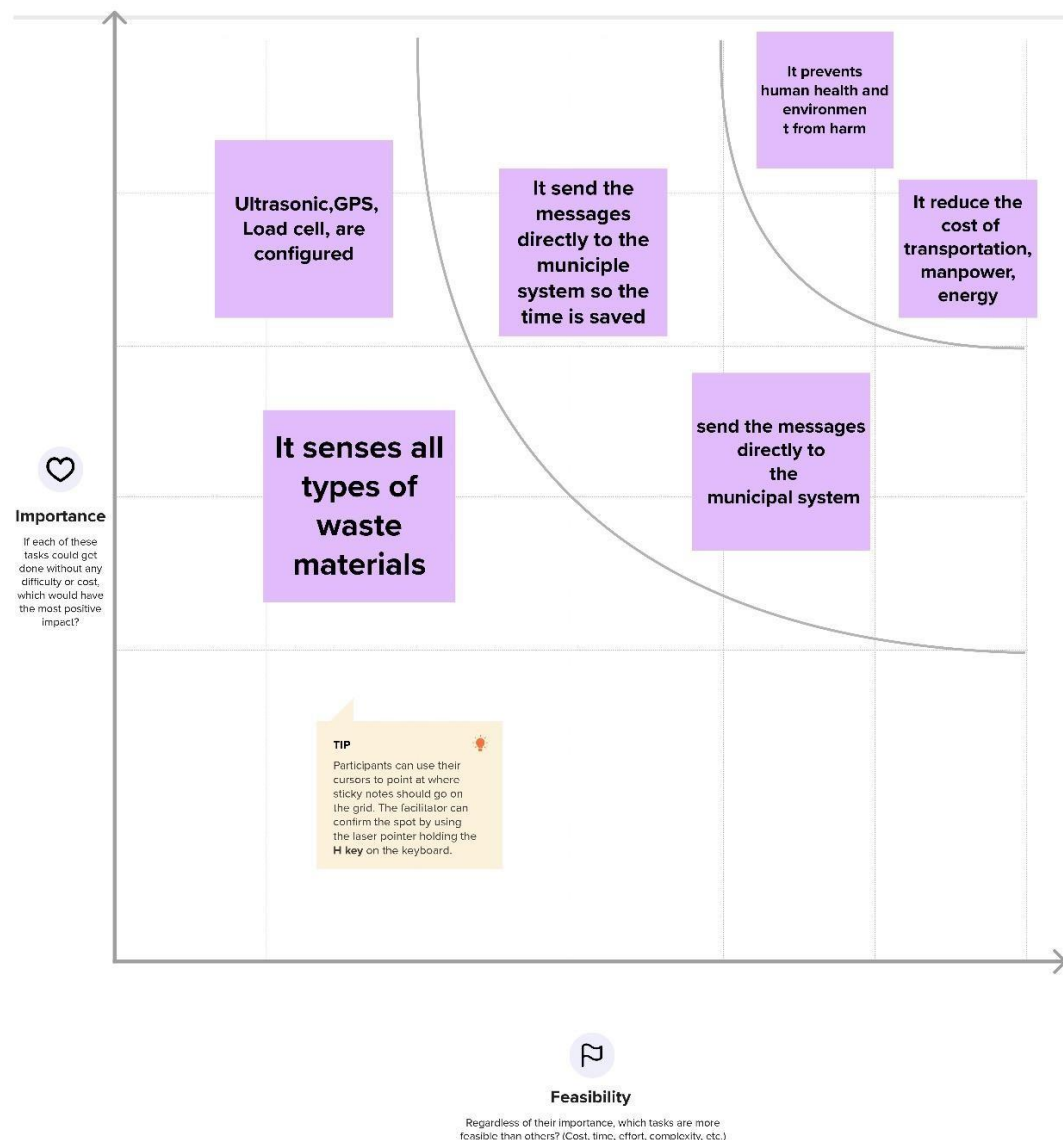 It prevents
human health and
environmen
t from harm
Ultrasonic,GPS,
Load cell, are
configured
It send the
messages
directly to the
municiple
system so the
time is saved
It reduce the
cost of
transportation,
manpower,
energy
send the messages
directly to
the
municipal system
It senses all
types of
waste
materials
Importance
If each of these
tasks could get
done without any
difficulty or cost,
which would have
the most positive
impact?
TIP
Participants can use their
cursors to point at where
sticky notes should go on
the grid. The facilitator can
confirm the spot by using
the laser pointer holding the
H key on the keyboard.
Feasibility
Regardless of their importance, which tasks are more
feasible than others? (Cost, time, effort, complexity, etc.)